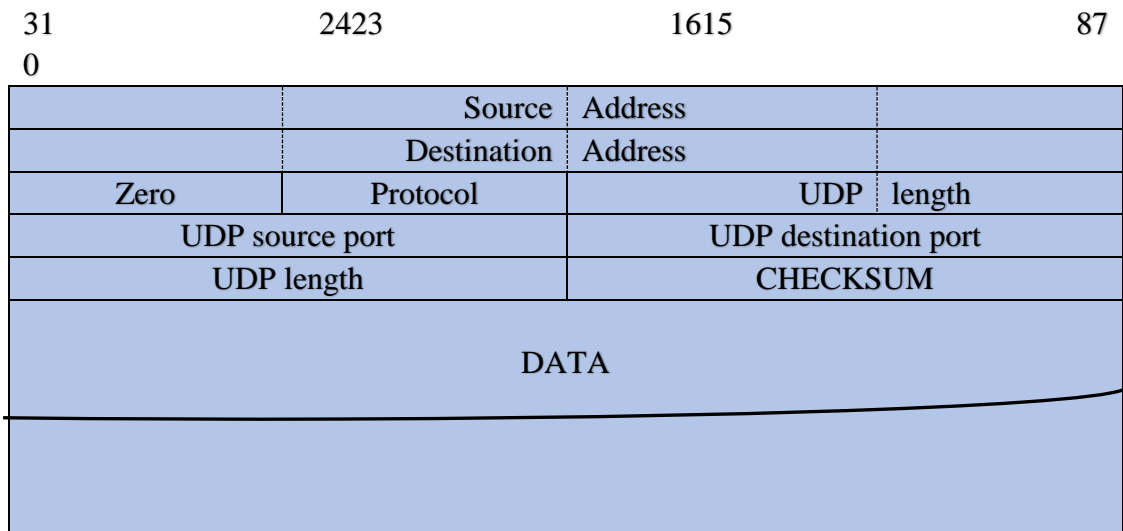 31 2423 1615 87
0
Source Address
Destination Address
Zero Protocol UDP length
UDP source port UDP destination port
UDP length CHECKSUM
DATA